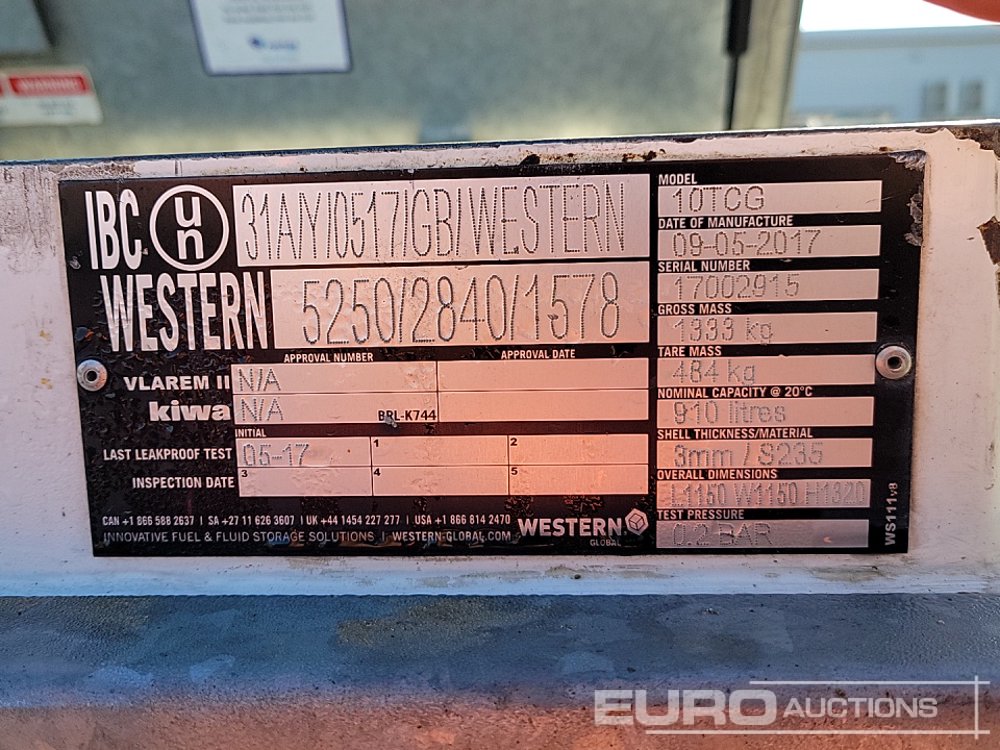 IBC UN 31A/Y/0517/GB/WESTERN
WESTERN 5250/2840/1578
APPROVAL NUMBER APPROVAL DATE
VLAREM II N/A
kiwa N/A BRL-K744
INITIAL 1 2
LAST LEAKPROOF TEST 05-17
3 4 5
INSPECTION DATE
CAN +1 866 588 2637 | SA +27 11 626 3607 | UK +44 1454 227 277 | USA +1 866 814 2470
INNOVATIVE FUEL & FLUID STORAGE SOLUTIONS | WESTERN-GLOBAL.COM
WESTERN
GLOBAL
MODEL
10TCG
DATE OF MANUFACTURE
09-05-2017
SERIAL NUMBER
17002915
GROSS MASS
1333 kg
TARE MASS
484 kg
NOMINAL CAPACITY @ 20°C
910 litres
SHELL THICKNESS/MATERIAL
3mm / S235
OVERALL DIMENSIONS
L1150 W1150 H1320
TEST PRESSURE
0.2 BAR
WS111v8
EURO AUCTIONS